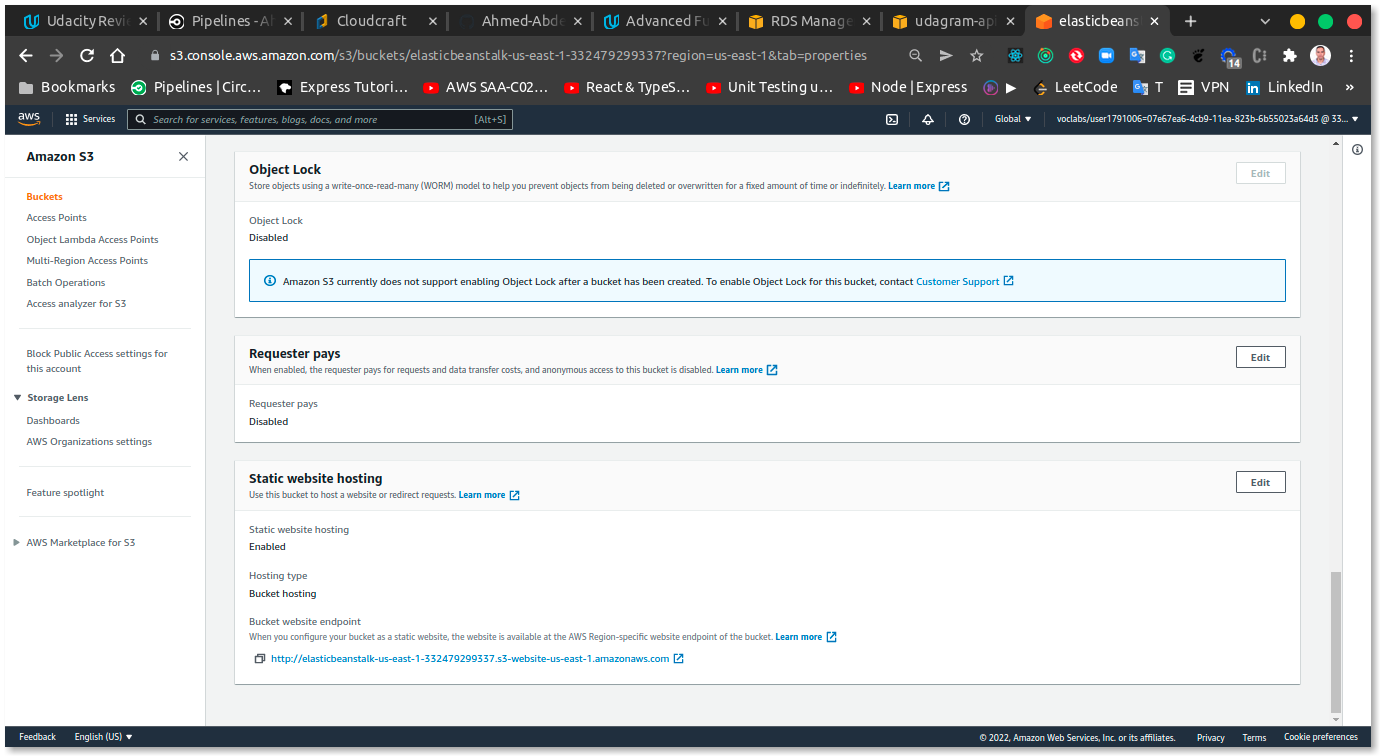 Udacity Revie
Pipelines - Ah
Cloudcraft
Ahmed-Abde
Advanced Fu
RDS Manage
udagram-api
elasticbeans
s3.console.aws.amazon.com/s3/buckets/elasticbeanstalk-us-east-1-332479299337?region=us-east-1&tab=properties
14
Bookmarks
Pipelines | Circ...
Express Tutori...
AWS SAA-C02...
React & TypeS...
Unit Testing u...
Node | Express
LeetCode
T
VPN
LinkedIn
»
aws
Services
Search for services, features, blogs, docs, and more
[Alt+S]
Global
voclabs/user1791006=07e67ea6-4cb9-11ea-823b-6b55023a64d3 @ 33...
Amazon S3
Buckets
Access Points
Object Lambda Access Points
Multi-Region Access Points
Batch Operations
Access analyzer for S3
Block Public Access settings for
this account
Storage Lens
Dashboards
AWS Organizations settings
Feature spotlight
AWS Marketplace for S3
Object Lock
Store objects using a write-once-read-many (WORM) model to help you prevent objects from being deleted or overwritten for a fixed amount of time or indefinitely. Learn more
Edit
Object Lock
Disabled
Amazon S3 currently does not support enabling Object Lock after a bucket has been created. To enable Object Lock for this bucket, contact Customer Support
Requester pays
When enabled, the requester pays for requests and data transfer costs, and anonymous access to this bucket is disabled. Learn more
Edit
Requester pays
Disabled
Static website hosting
Use this bucket to host a website or redirect requests. Learn more
Edit
Static website hosting
Enabled
Hosting type
Bucket hosting
Bucket website endpoint
When you configure your bucket as a static website, the website is available at the AWS Region-specific website endpoint of the bucket. Learn more
http://elasticbeanstalk-us-east-1-332479299337.s3-website-us-east-1.amazonaws.com
Feedback
English (US)
© 2022, Amazon Web Services, Inc. or its affiliates.
Privacy
Terms
Cookie preferences